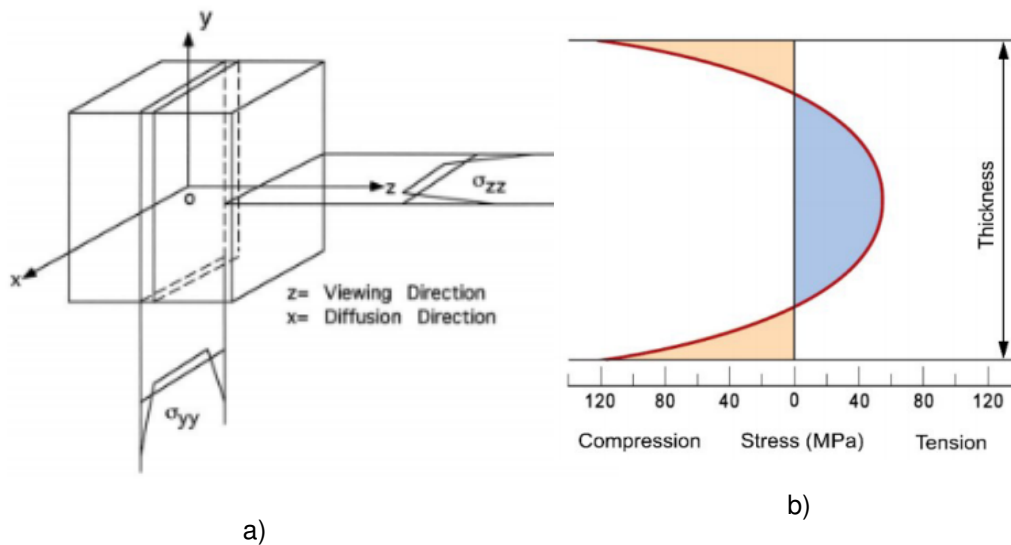 y
z
o
σzz
x
z= Viewing Direction
x= Diffusion Direction
σyy
a)
Thickness
120 80 40 0 40 80 120
Compression Stress (MPa) Tension
b)